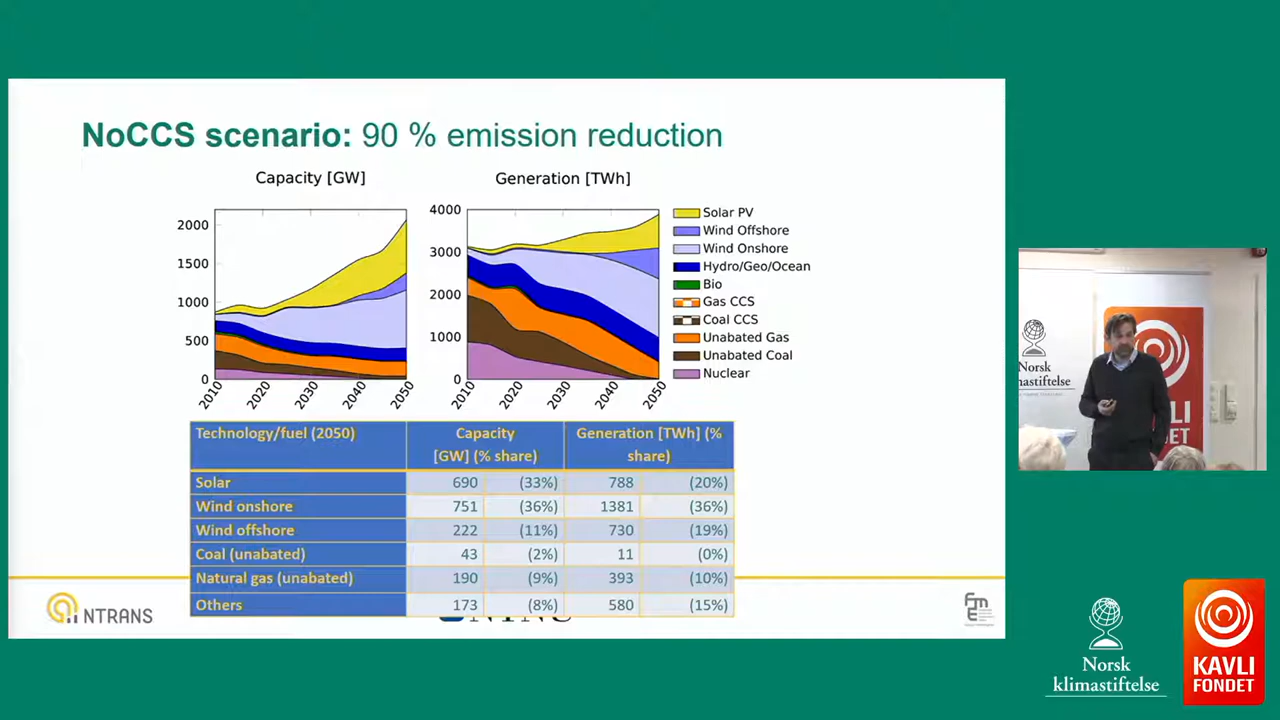 NoCCS scenario: 90 % emission reduction
Capacity [GW]
2000
1500
1000
500
0
2010
2020
2030
2040
2050
Generation [TWh]
4000
3000
2000
1000
0
2010
2020
2030
2040
2050
Solar PV
Wind Offshore
Wind Onshore
Hydro/Geo/Ocean
Bio
Gas CCS
Coal CCS
Unabated Gas
Unabated Coal
Nuclear
Technology/fuel (2050) Capacity [GW] (% share) Generation [TWh] (% share)
Solar 690 (33%) 788 (20%)
Wind onshore 751 (36%) 1381 (36%)
Wind offshore 222 (11%) 730 (19%)
Coal (unabated) 43 (2%) 11 (0%)
Natural gas (unabated) 190 (9%) 393 (10%)
Others 173 (8%) 580 (15%)
NTRANS
NTNU
FME
Norsk
klimastiftelse
Norsk
klimastiftelse
KAVLI
FONDET